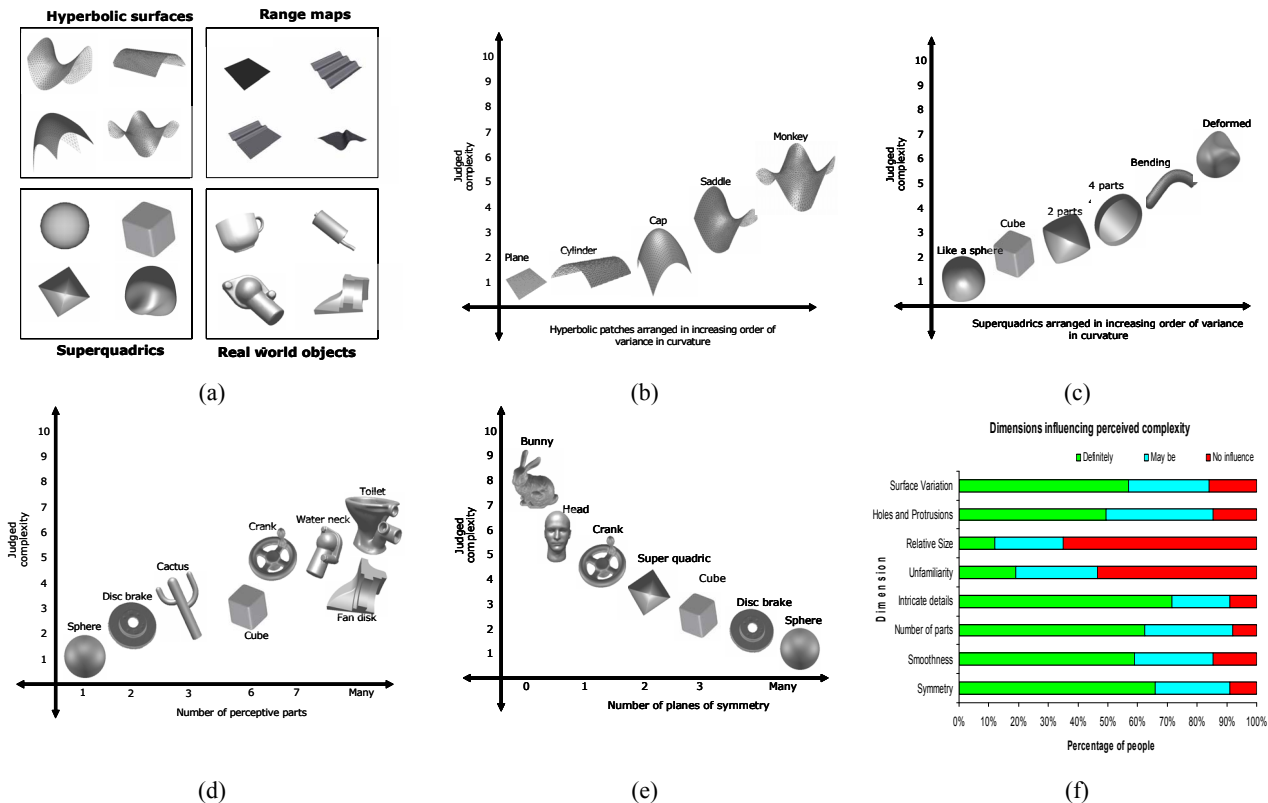 Hyperbolic surfaces
Range maps
Superquadrics
Real world objects
(a)
Judged
complexity
10
9
8
7
6
5
4
3
2
1
Plane
Cylinder
Cap
Saddle
Monkey
Hyperbolic patches arranged in increasing order of
variance in curvature
(b)
Judged
complexity
10
9
8
7
6
5
4
3
2
1
Like a sphere
Cube
2 parts
4 parts
Bending
Deformed
Superquadrics arranged in increasing order of variance
in curvature
(c)
Judged
complexity
10
9
8
7
6
5
4
3
2
1
Sphere
Disc brake
Cactus
Crank
Cube
Water neck
Toilet
Fan disk
1 2 3 6 7 Many
Number of perceptive parts
(d)
Judged
complexity
10
9
8
7
6
5
4
3
2
1
Bunny
Head
Crank
Super quadric
Cube
Disc brake
Sphere
0 1 2 3 Many
Number of planes of symmetry
(e)
Dimensions influencing perceived complexity
Definitely May be No influence
Dimension
Surface Variation
Holes and Protrusions
Relative Size
Unfamiliarity
Intricate details
Number of parts
Smoothness
Symmetry
0% 10% 20% 30% 40% 50% 60% 70% 80% 90% 100%
Percentage of people
(f)